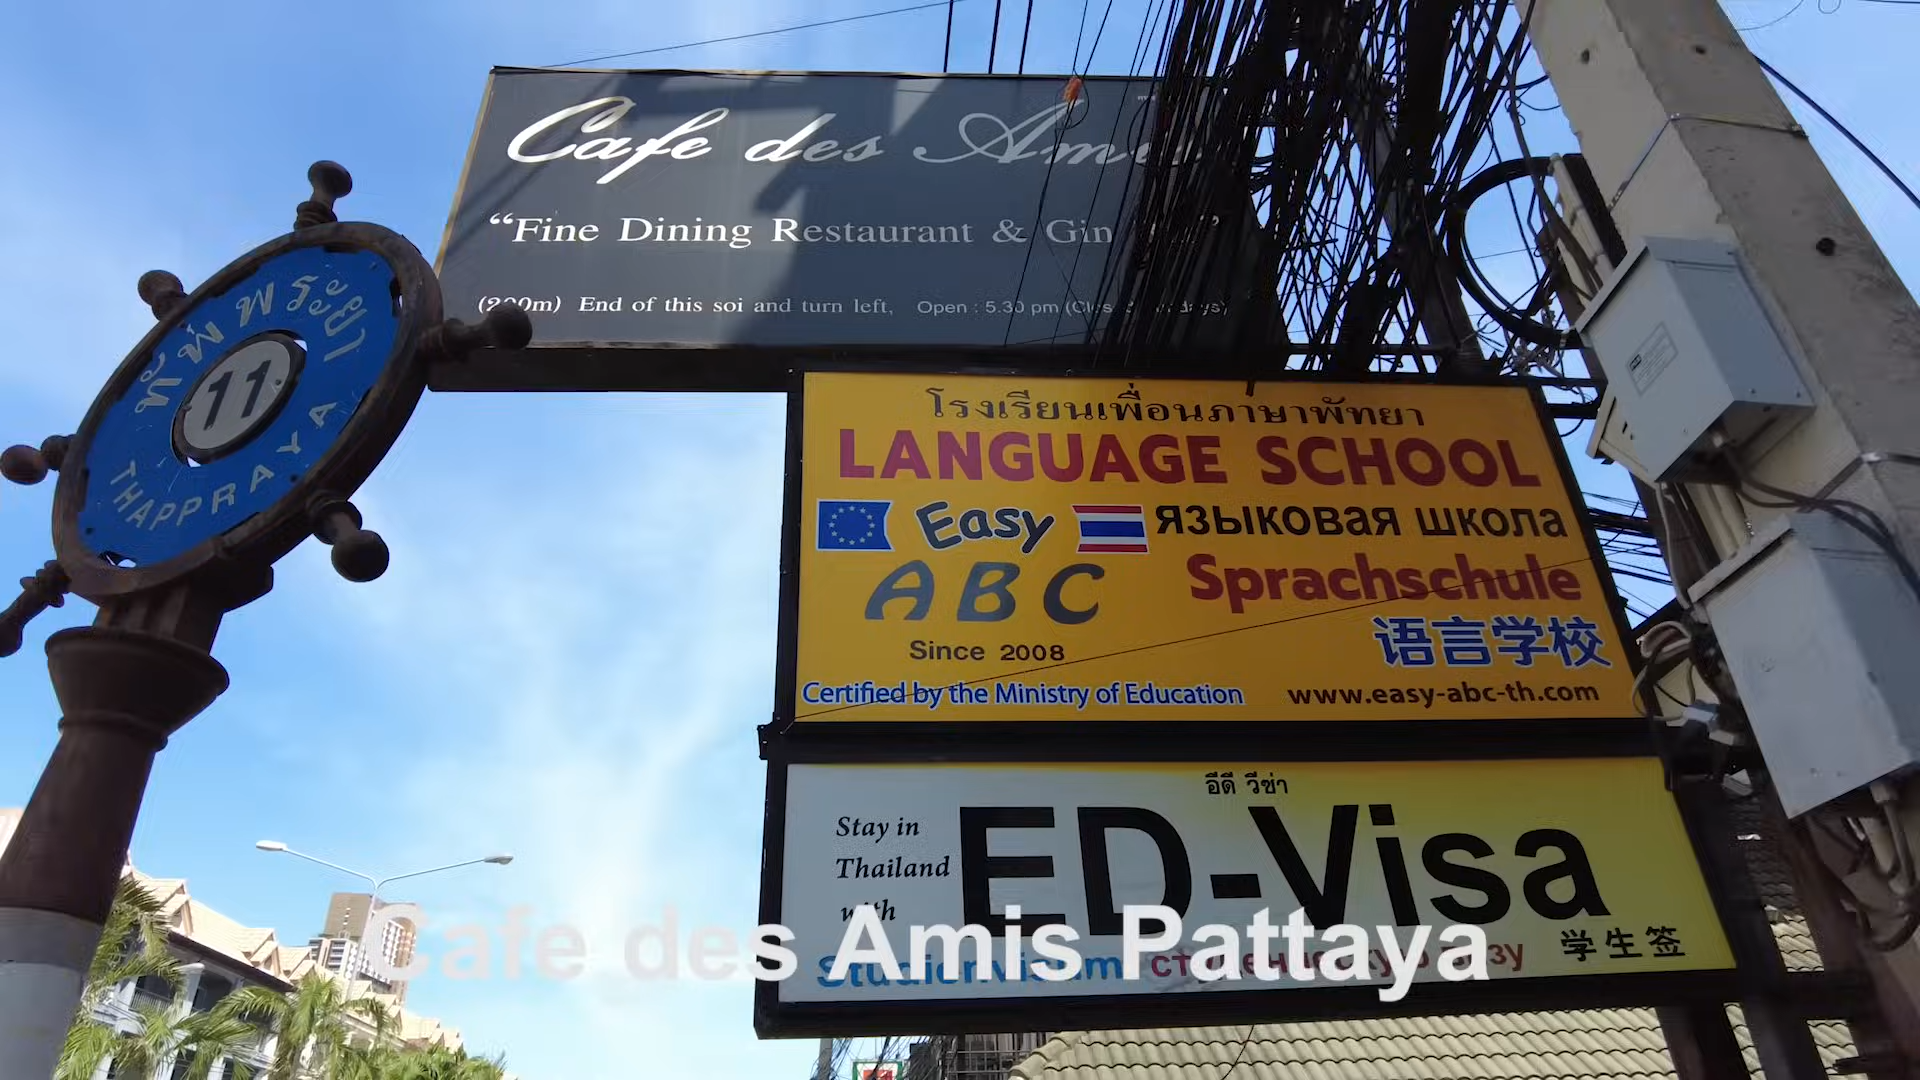 Cafe des Amis
"Fine Dining Restaurant & Gin
(200m) End of this soi and turn left, Open : 5.30 pm
ทัพพระยา
11
THAPPRAYA
โรงเรียนเพื่อนภาษาพัทยา
LANGUAGE SCHOOL
Easy
ABC
языковая школа
Sprachschule
语言学校
Since 2008
Certified by the Ministry of Education
www.easy-abc-th.com
อีดี วีซ่า
Stay in
Thailand
with
ED-Visa
学生签
Cafe des Amis Pattaya